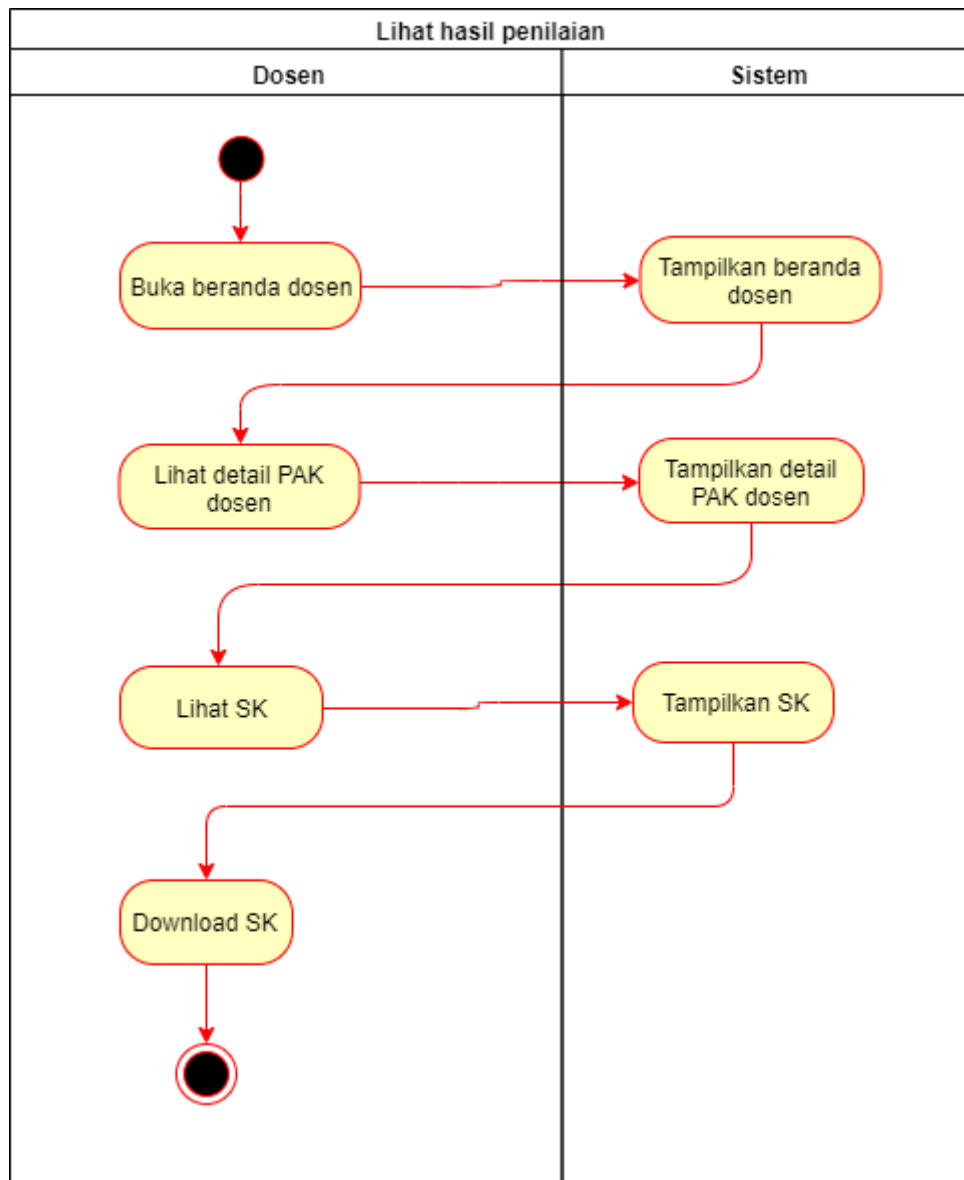 Lihat hasil penilaian
Dosen
Sistem
Buka beranda dosen
Tampilkan beranda
dosen
Lihat detail PAK
dosen
Tampilkan detail
PAK dosen
Lihat SK
Tampilkan SK
Download SK